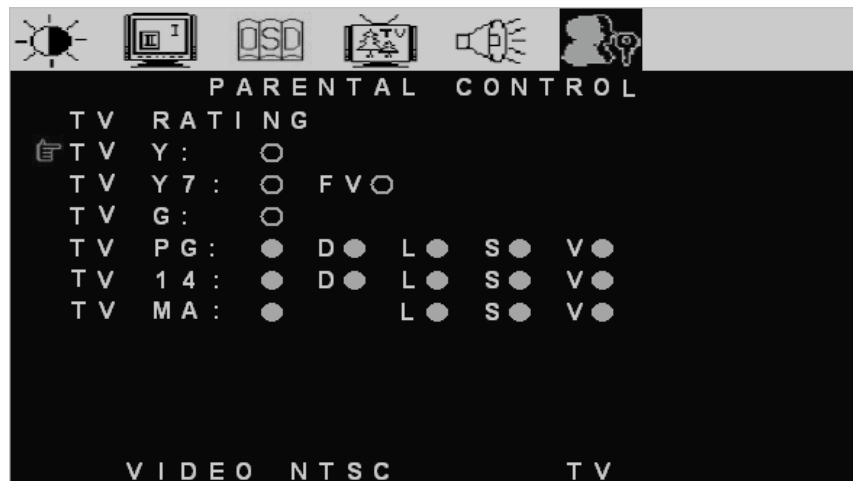 II I OSD TV
PARENTAL CONTROL
TV RATING
TV Y:
TV Y7: FV
TV G:
TV PG: D L S V
TV 14: D L S V
TV MA: L S V
VIDEO NTSC TV